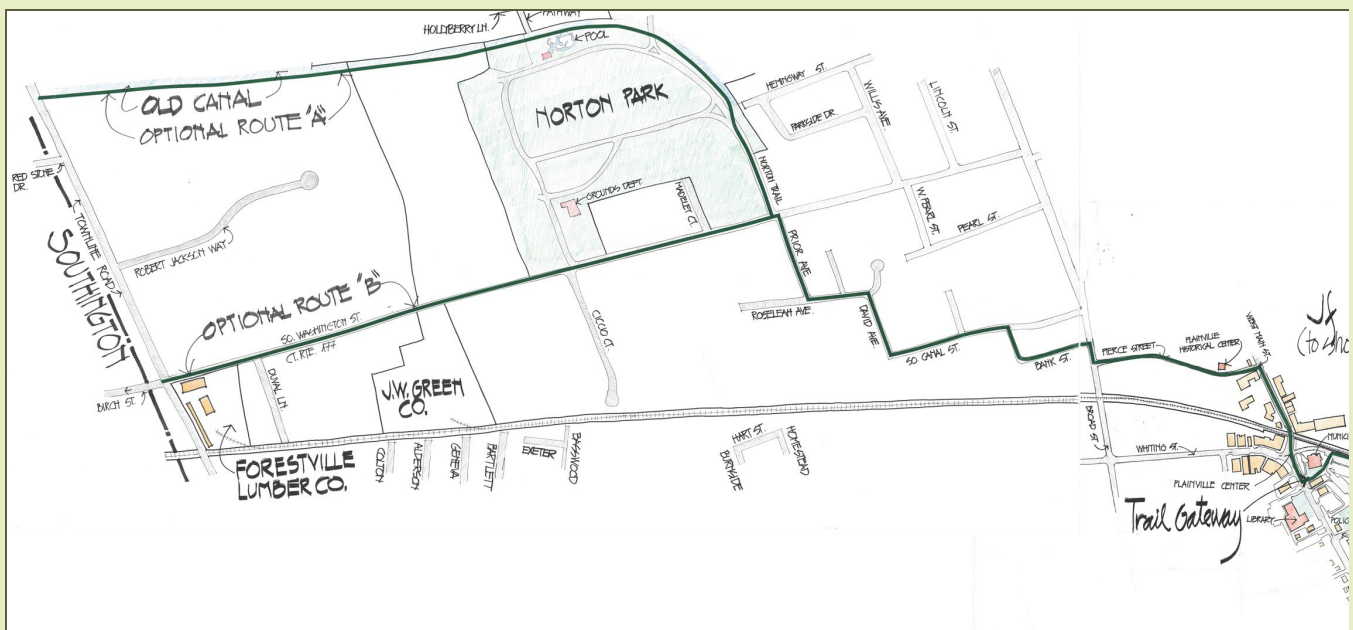 HOLLYBERRY LN.
PATHWAY
POOL
OLD CANAL
OPTIONAL ROUTE "A"
NORTON PARK
HEMINGWAY ST.
PARKSIDE DR.
WILLYS AVE.
LINCOLN ST.
RED STONE
DR.
TOWNLINE ROAD
SOUTHINGTON
ROBERT JACKSON WAY
GROUNDS DEPT.
MADELEY CT.
NORTON TRAIL
W. PEARL ST.
PEARL ST.
PRIOR AVE.
OPTIONAL ROUTE "B"
SO. WASHINGTON ST.
CT. RTE. 177
CICCIO CT.
ROSELEAH AVE.
DAVID AVE.
SO. CANAL ST.
BANK ST.
PIERCE STREET
PLAINVILLE
HISTORICAL CENTER
WEST MAIN ST.
BIRCH ST.
DUVAL LN.
J.W. GREEN
CO.
FORESTVILLE
LUMBER CO.
COLTON
ALDERSON
GENEVA
BARTLETT
EXETER
BASSWOOD
HART ST.
BURNSIDE
HOMESTEAD
BROAD ST.
WHITING ST.
PLAINVILLE CENTER
Trail Gateway
LIBRARY